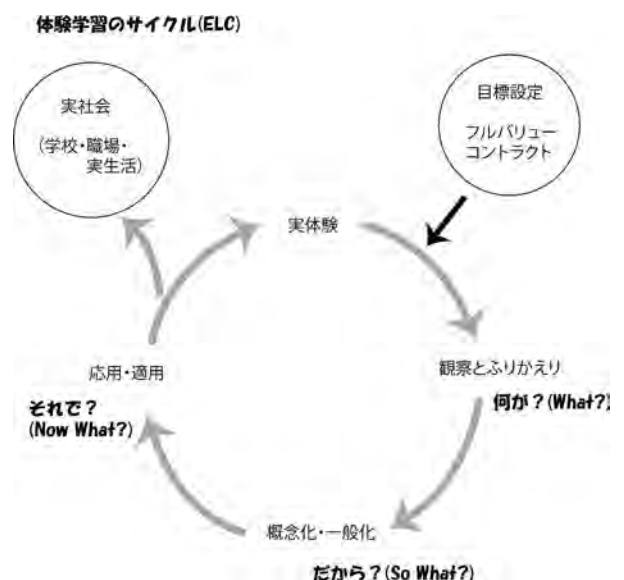 体験学習のサイクル(ELC)
実社会
(学校・職場・
実生活)
目標設定
フルバリュー
コントラクト
実体験
観察とふりかえり
何が？(What?)
概念化・一般化
だから？(So What?)
応用・適用
それで？
(Now What?)